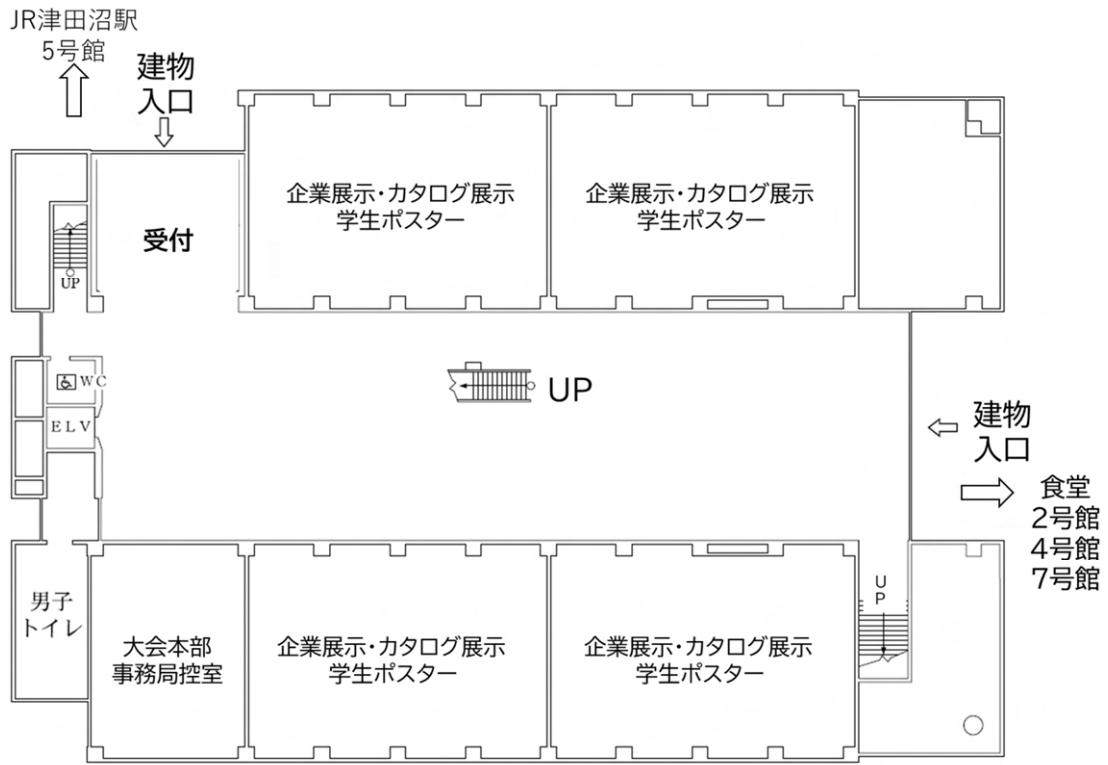 JR津田沼駅
5号館
建物
入口
企業展示・カタログ展示
学生ポスター
企業展示・カタログ展示
学生ポスター
受付
UP
WC
ELV
UP
建物
入口
食堂
2号館
4号館
7号館
男子
トイレ
大会本部
事務局控室
企業展示・カタログ展示
学生ポスター
企業展示・カタログ展示
学生ポスター
UP